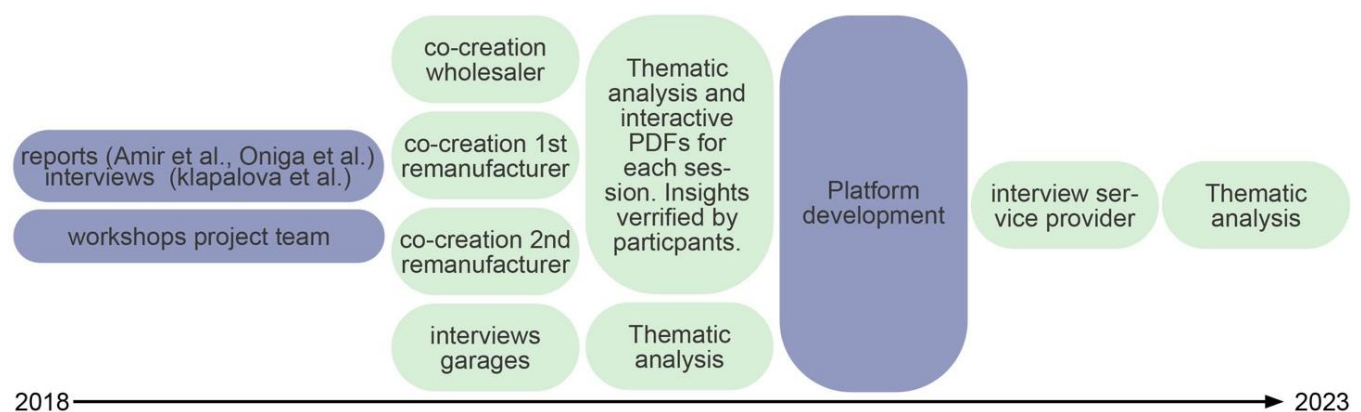 reports (Amir et al., Oniga et al.)
interviews  (klapalova et al.)
workshops project team
co-creation
wholesaler
co-creation 1st
remanufacturer
co-creation 2nd
remanufacturer
interviews
garages
Thematic
analysis and
interactive
PDFs for
each ses-
sion. Insights
verrified by
particpants.
Thematic
analysis
Platform
development
interview ser-
vice provider
Thematic
analysis
2018
2023